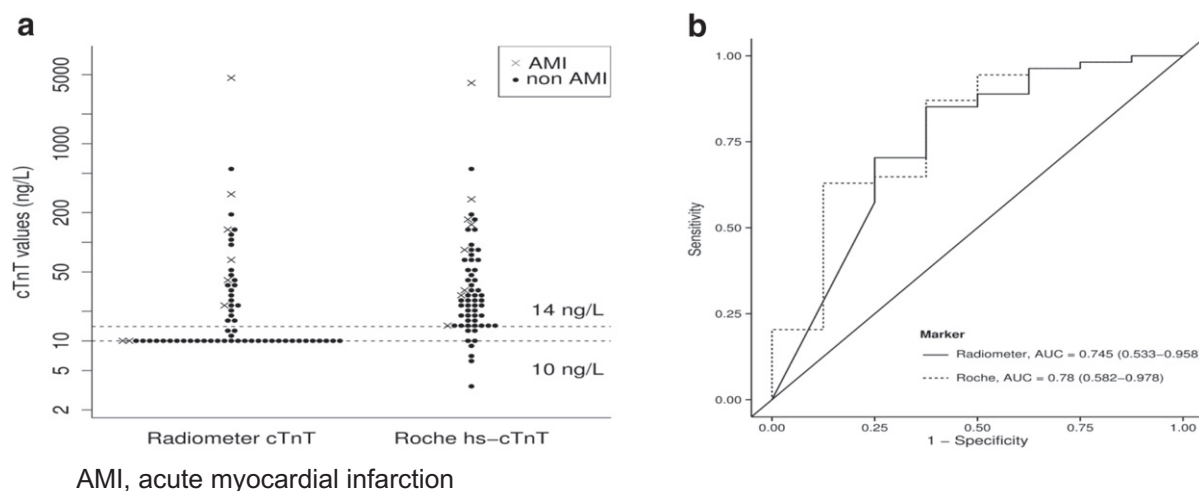 a
× AMI
● non AMI
cTnT values (ng/L)
5000
1000
200
50
10
5
2
14 ng/L
10 ng/L
Radiometer cTnT
Roche hs−cTnT
AMI, acute myocardial infarction
b
Sensitivity
1.00
0.75
0.50
0.25
0.00
Marker
Radiometer, AUC = 0.745 (0.533−0.958
Roche, AUC = 0.78 (0.582−0.978)
0.00 0.25 0.50 0.75 1.00
1 − Specificity